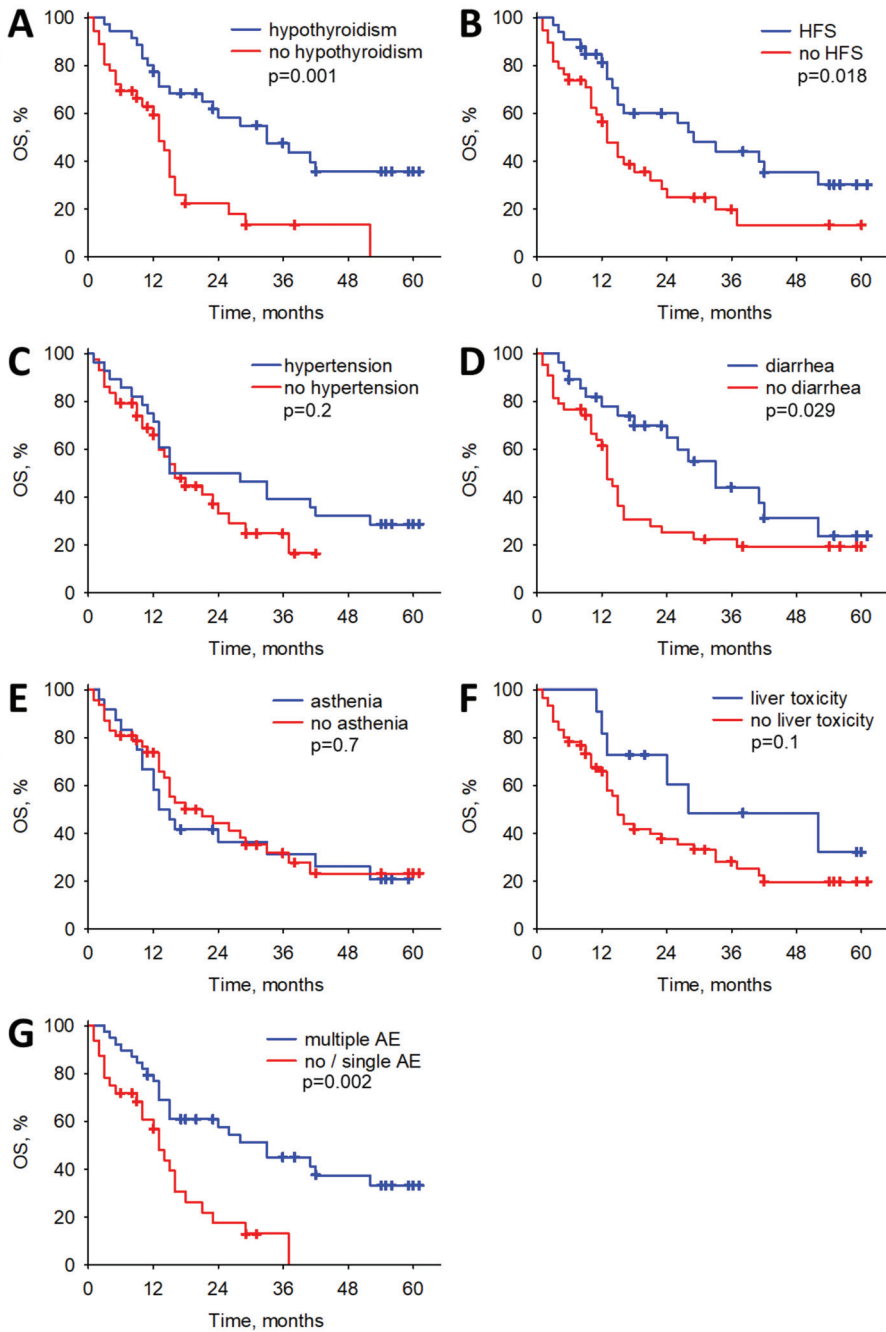 A
hypothyroidism
no hypothyroidism
p=0.001
OS, %
100
80
60
40
20
0
0 12 24 36 48 60
Time, months
B
HFS
no HFS
p=0.018
OS, %
100
80
60
40
20
0
0 12 24 36 48 60
Time, months
C
hypertension
no hypertension
p=0.2
OS, %
100
80
60
40
20
0
0 12 24 36 48 60
Time, months
D
diarrhea
no diarrhea
p=0.029
OS, %
100
80
60
40
20
0
0 12 24 36 48 60
Time, months
E
asthenia
no asthenia
p=0.7
OS, %
100
80
60
40
20
0
0 12 24 36 48 60
Time, months
F
liver toxicity
no liver toxicity
p=0.1
OS, %
100
80
60
40
20
0
0 12 24 36 48 60
Time, months
G
multiple AE
no / single AE
p=0.002
OS, %
100
80
60
40
20
0
0 12 24 36 48 60
Time, months